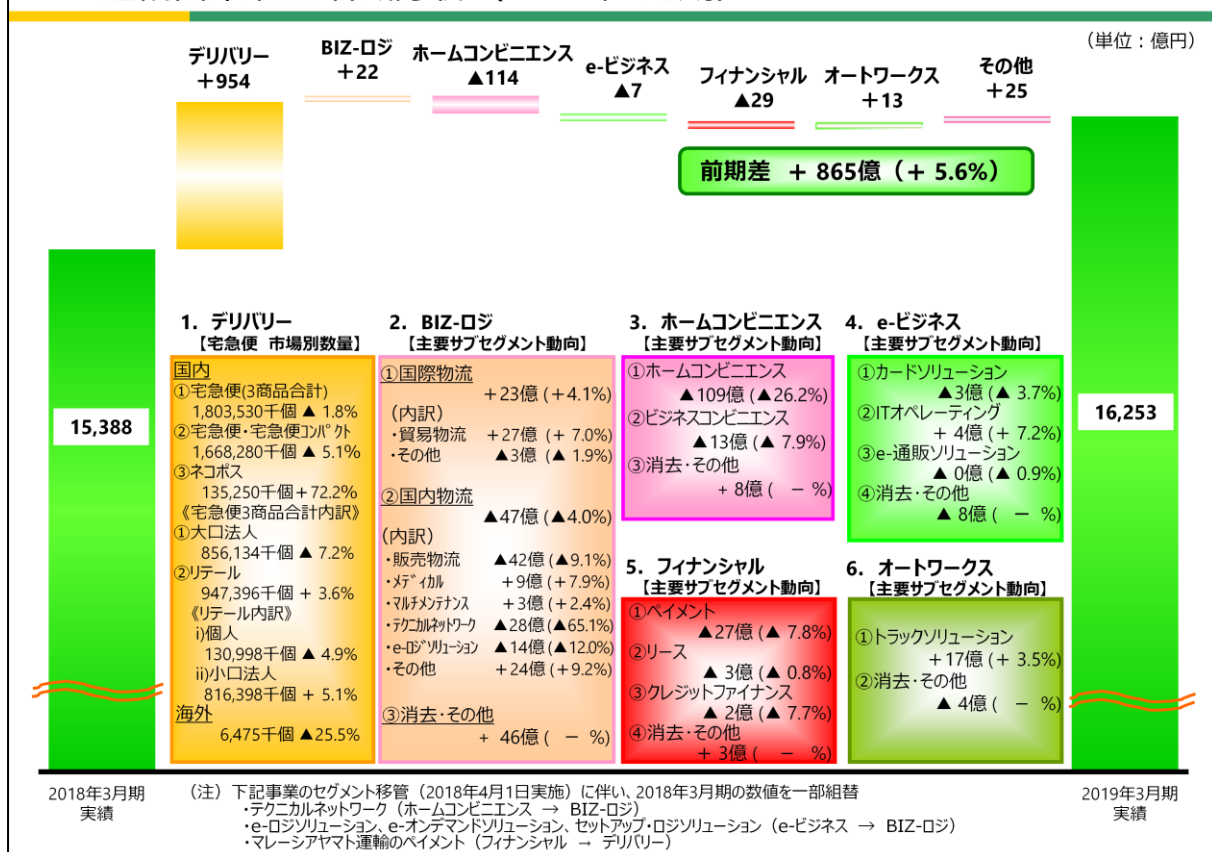 (単位:億円)
デリバリー
+954
BIZ-ロジ
+22
ホームコンビニエンス
▲114
e-ビジネス
▲7
フィナンシャル
▲29
オートワークス
+13
その他
+25
前期差 + 865億(+ 5.6%)
15,388
16,253
1. デリバリー
【宅急便 市場別数量】
国内
①宅急便(3商品合計)
1,803,530千個 ▲ 1.8%
②宅急便・宅急便コンパクト
1,668,280千個 ▲ 5.1%
③ネコポス
135,250千個+72.2%
《宅急便3商品合計内訳》
①大口法人
856,134千個 ▲ 7.2%
②リテール
947,396千個 + 3.6%
《リテール内訳》
i)個人
130,998千個 ▲ 4.9%
ii)小口法人
816,398千個 + 5.1%
海外
6,475千個 ▲25.5%
2. BIZ-ロジ
【主要サブセグメント動向】
①国際物流
+23億(+4.1%)
(内訳)
・貿易物流 +27億(+ 7.0%)
・その他 ▲3億(▲ 1.9%)
②国内物流
▲47億(▲4.0%)
(内訳)
・販売物流 ▲42億(▲9.1%)
・メディカル +9億(+7.9%)
・マルチメンテナンス +3億(+2.4%)
・テクニカルネットワーク ▲28億(▲65.1%)
・e-ロジソリューション ▲14億(▲12.0%)
・その他 +24億(+9.2%)
③消去・その他
+ 46億( - %)
3. ホームコンビニエンス
【主要サブセグメント動向】
①ホームコンビニエンス
▲109億(▲26.2%)
②ビジネスコンビニエンス
▲13億(▲ 7.9%)
③消去・その他
+ 8億( - %)
4. e-ビジネス
【主要サブセグメント動向】
①カードソリューション
▲3億(▲ 3.7%)
②ITオペレーティング
+ 4億(+ 7.2%)
③e-通販ソリューション
▲ 0億(▲ 0.9%)
④消去・その他
▲ 8億( - %)
5. フィナンシャル
【主要サブセグメント動向】
①ペイメント
▲27億(▲ 7.8%)
②リース
▲ 3億(▲ 0.8%)
③クレジットファイナンス
▲ 2億(▲ 7.7%)
④消去・その他
+ 3億( - %)
6. オートワークス
【主要サブセグメント動向】
①トラックソリューション
+17億(+ 3.5%)
②消去・その他
▲ 4億( - %)
2018年3月期
実績
2019年3月期
実績
(注) 下記事業のセグメント移管(2018年4月1日実施)に伴い、2018年3月期の数値を一部組替
・テクニカルネットワーク(ホームコンビニエンス → BIZ-ロジ)
・e-ロジソリューション、e-オンデマンドソリューション、セットアップ・ロジソリューション(e-ビジネス → BIZ-ロジ)
・マレーシアヤマト運輸のペイメント(フィナンシャル → デリバリー)